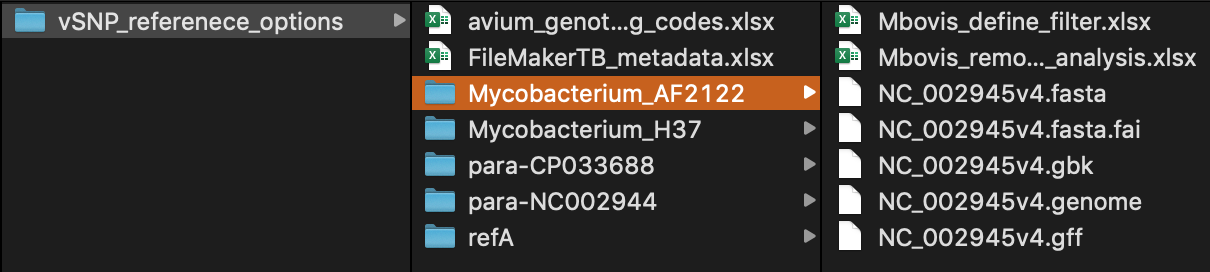 vSNP_referenece_options
avium_genot...g_codes.xlsx
FileMakerTB_metadata.xlsx
Mycobacterium_AF2122
Mycobacterium_H37
para-CP033688
para-NC002944
refA
Mbovis_define_filter.xlsx
Mbovis_remo..._analysis.xlsx
NC_002945v4.fasta
NC_002945v4.fasta.fai
NC_002945v4.gbk
NC_002945v4.genome
NC_002945v4.gff